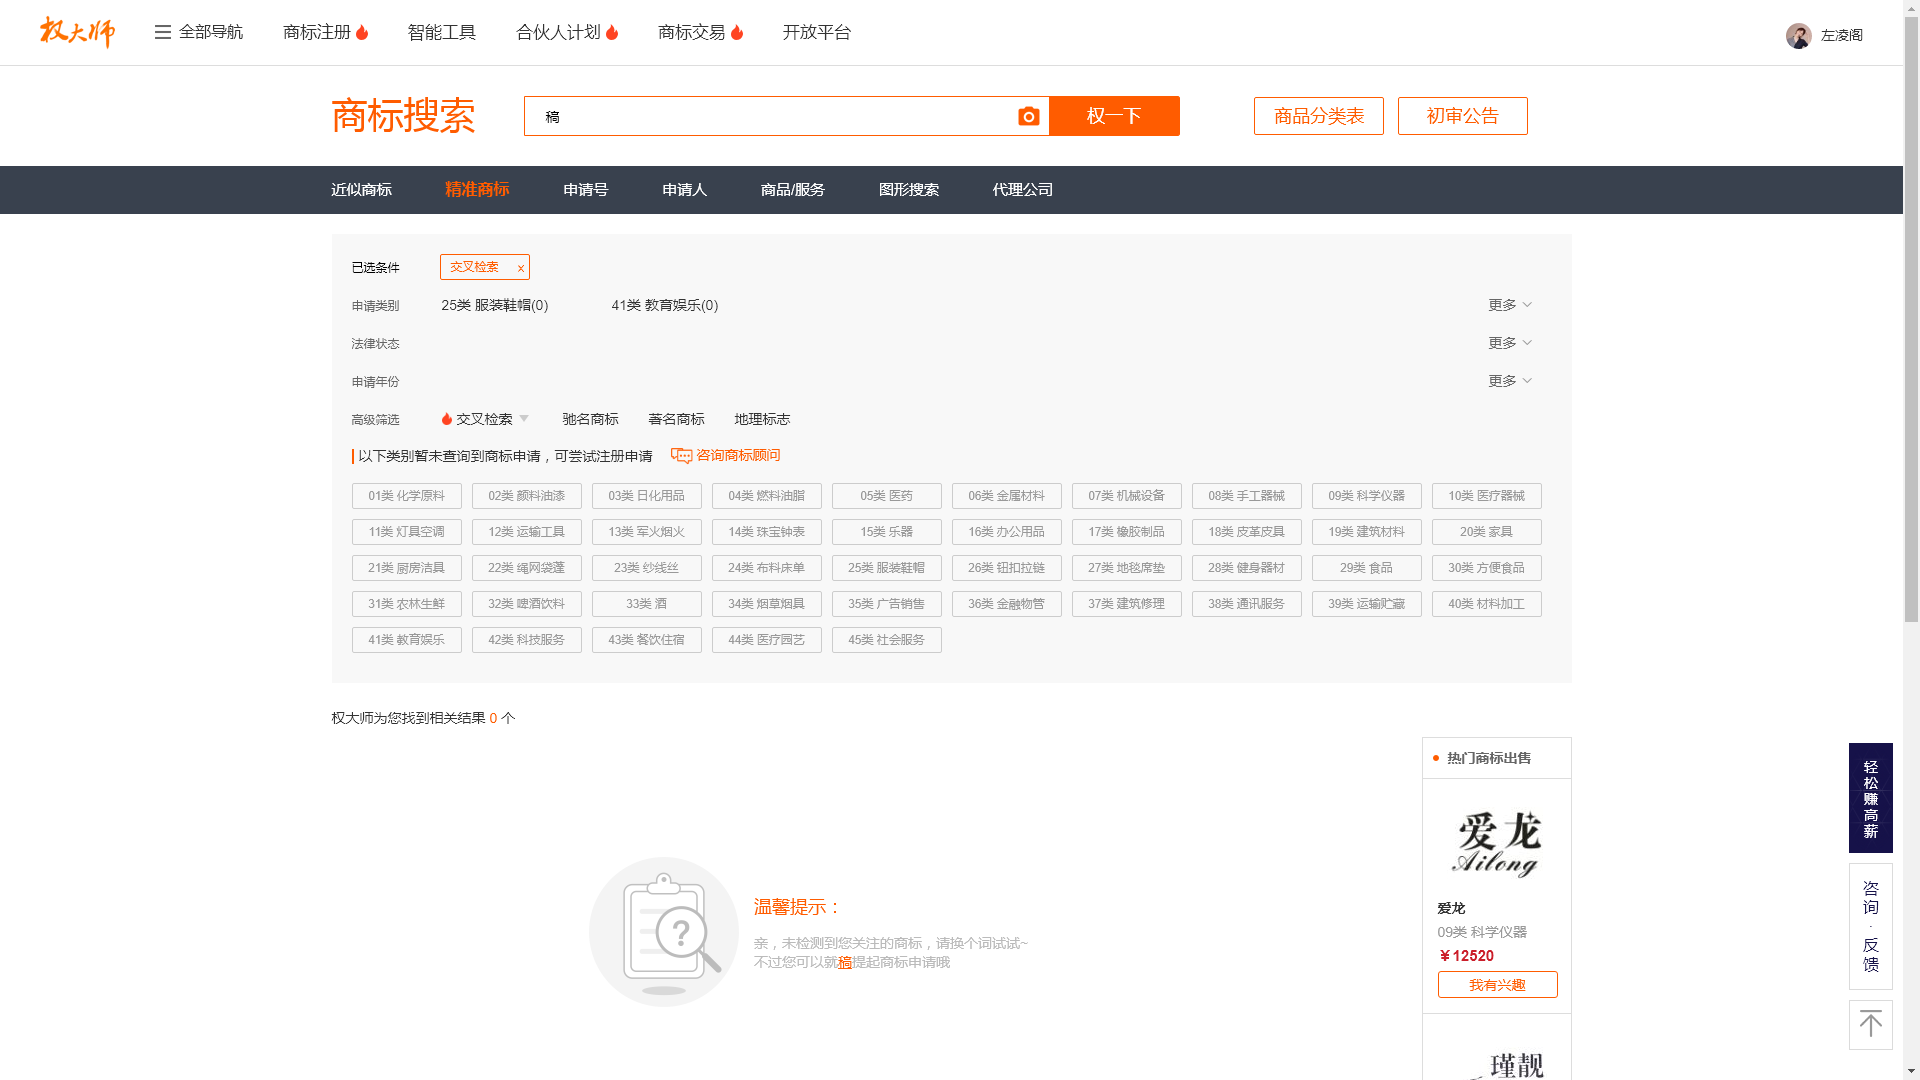 权大师 全部导航 商标注册 智能工具 合伙人计划 商标交易 开放平台 左凌阁
商标搜索 稿 权一下 商品分类表 初审公告
近似商标 精准商标 申请号 申请人 商品/服务 图形搜索 代理公司
已选条件 交叉检索 x
申请类别 25类 服装鞋帽(0) 41类 教育娱乐(0) 更多
法律状态 更多
申请年份 更多
高级筛选 交叉检索 驰名商标 著名商标 地理标志
以下类别暂未查询到商标申请，可尝试注册申请 咨询商标顾问
01类 化学原料 02类 颜料油漆 03类 日化用品 04类 燃料油脂 05类 医药 06类 金属材料 07类 机械设备 08类 手工器械 09类 科学仪器 10类 医疗器械
11类 灯具空调 12类 运输工具 13类 军火烟火 14类 珠宝钟表 15类 乐器 16类 办公用品 17类 橡胶制品 18类 皮革皮具 19类 建筑材料 20类 家具
21类 厨房洁具 22类 绳网袋蓬 23类 纱线丝 24类 布料床单 25类 服装鞋帽 26类 钮扣拉链 27类 地毯席垫 28类 健身器材 29类 食品 30类 方便食品
31类 农林生鲜 32类 啤酒饮料 33类 酒 34类 烟草烟具 35类 广告销售 36类 金融物管 37类 建筑修理 38类 通讯服务 39类 运输贮藏 40类 材料加工
41类 教育娱乐 42类 科技服务 43类 餐饮住宿 44类 医疗园艺 45类 社会服务
权大师为您找到相关结果 0 个
温馨提示：
亲，未检测到您关注的商标，请换个词试试~
不过您可以就稿提起商标申请哦
热门商标出售
爱龙
Ailong
爱龙
09类 科学仪器
￥12520
我有兴趣
瑾靓
轻松赚高薪
咨询·反馈